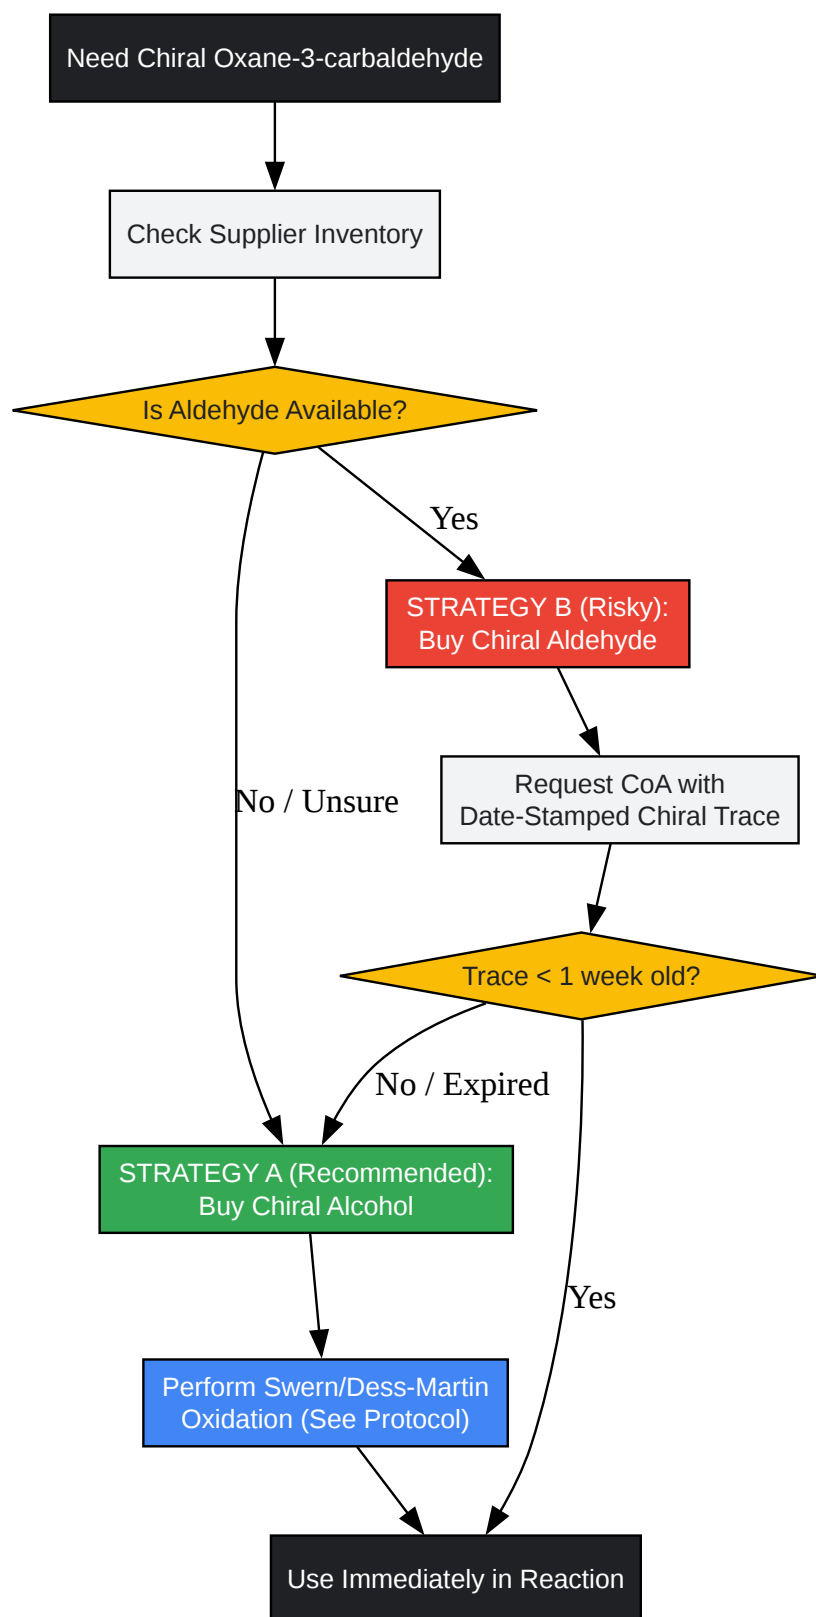 Need Chiral Oxane-3-carbaldehyde
Check Supplier Inventory
Is Aldehyde Available?
Yes
STRATEGY B (Risky):
Buy Chiral Aldehyde
No / Unsure
Request CoA with
Date-Stamped Chiral Trace
Trace < 1 week old?
No / Expired
STRATEGY A (Recommended):
Buy Chiral Alcohol
Yes
Perform Swern/Dess-Martin
Oxidation (See Protocol)
Use Immediately in Reaction